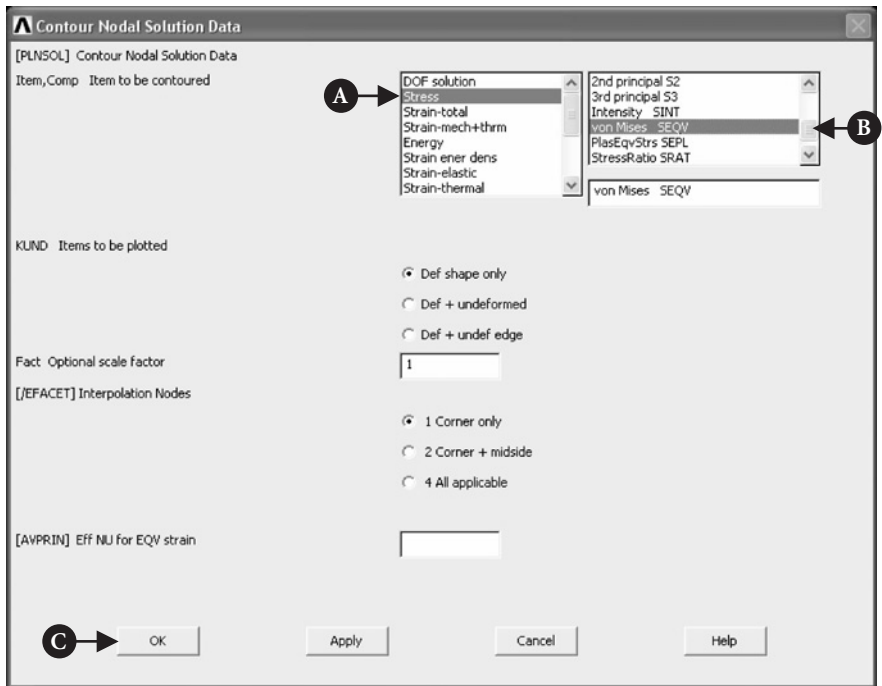 Contour Nodal Solution Data
[PLNSOL] Contour Nodal Solution Data
Item,Comp Item to be contoured
DOF solution
Stress
Strain-total
Strain-mech+thrm
Energy
Strain ener dens
Strain-elastic
Strain-thermal
2nd principal S2
3rd principal S3
Intensity SINT
von Mises SEQV
PlasEqvStrs SEPL
StressRatio SRAT
von Mises SEQV
A
B
KUND Items to be plotted
Def shape only
Def + undeformed
Def + undef edge
Fact Optional scale factor
1
[/EFACET] Interpolation Nodes
1 Corner only
2 Corner + midside
4 All applicable
[AVPRIN] Eff NU for EQV strain
C
OK
Apply
Cancel
Help